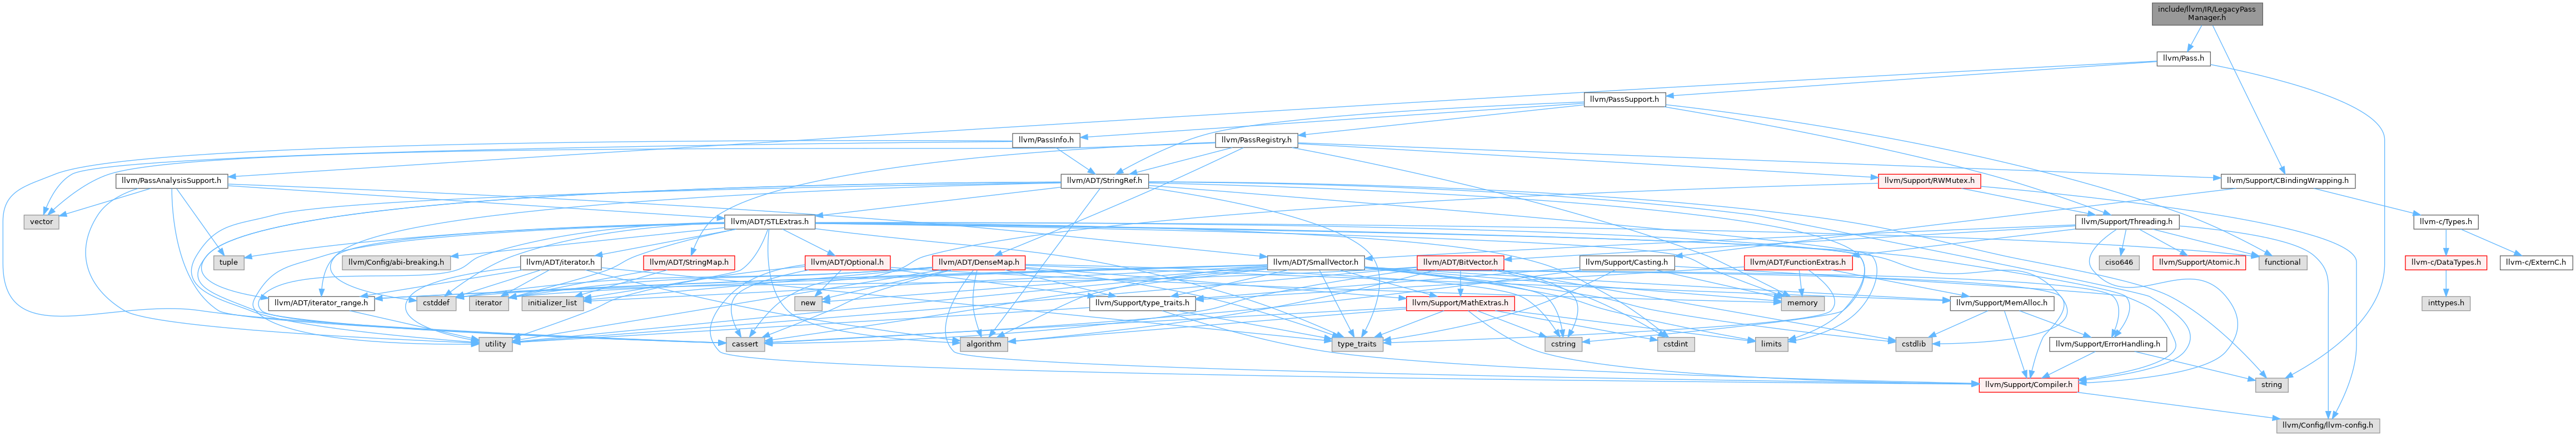 include/llvm/IR/LegacyPass
Manager.h
llvm/Pass.h
llvm/PassSupport.h
llvm/PassInfo.h
llvm/PassRegistry.h
llvm/PassAnalysisSupport.h
llvm/ADT/StringRef.h
llvm/Support/RWMutex.h
llvm/Support/CBindingWrapping.h
vector
llvm/ADT/STLExtras.h
llvm/Support/Threading.h
llvm-c/Types.h
tuple
llvm/Config/abi-breaking.h
llvm/ADT/iterator.h
llvm/ADT/StringMap.h
llvm/ADT/Optional.h
llvm/ADT/DenseMap.h
llvm/ADT/SmallVector.h
llvm/ADT/BitVector.h
llvm/Support/Casting.h
llvm/ADT/FunctionExtras.h
ciso646
llvm/Support/Atomic.h
functional
llvm-c/DataTypes.h
llvm-c/ExternC.h
llvm/ADT/iterator_range.h
cstddef
iterator
initializer_list
new
llvm/Support/type_traits.h
llvm/Support/MathExtras.h
memory
llvm/Support/MemAlloc.h
inttypes.h
utility
cassert
algorithm
type_traits
cstring
cstdint
limits
cstdlib
llvm/Support/ErrorHandling.h
llvm/Support/Compiler.h
string
llvm/Config/llvm-config.h